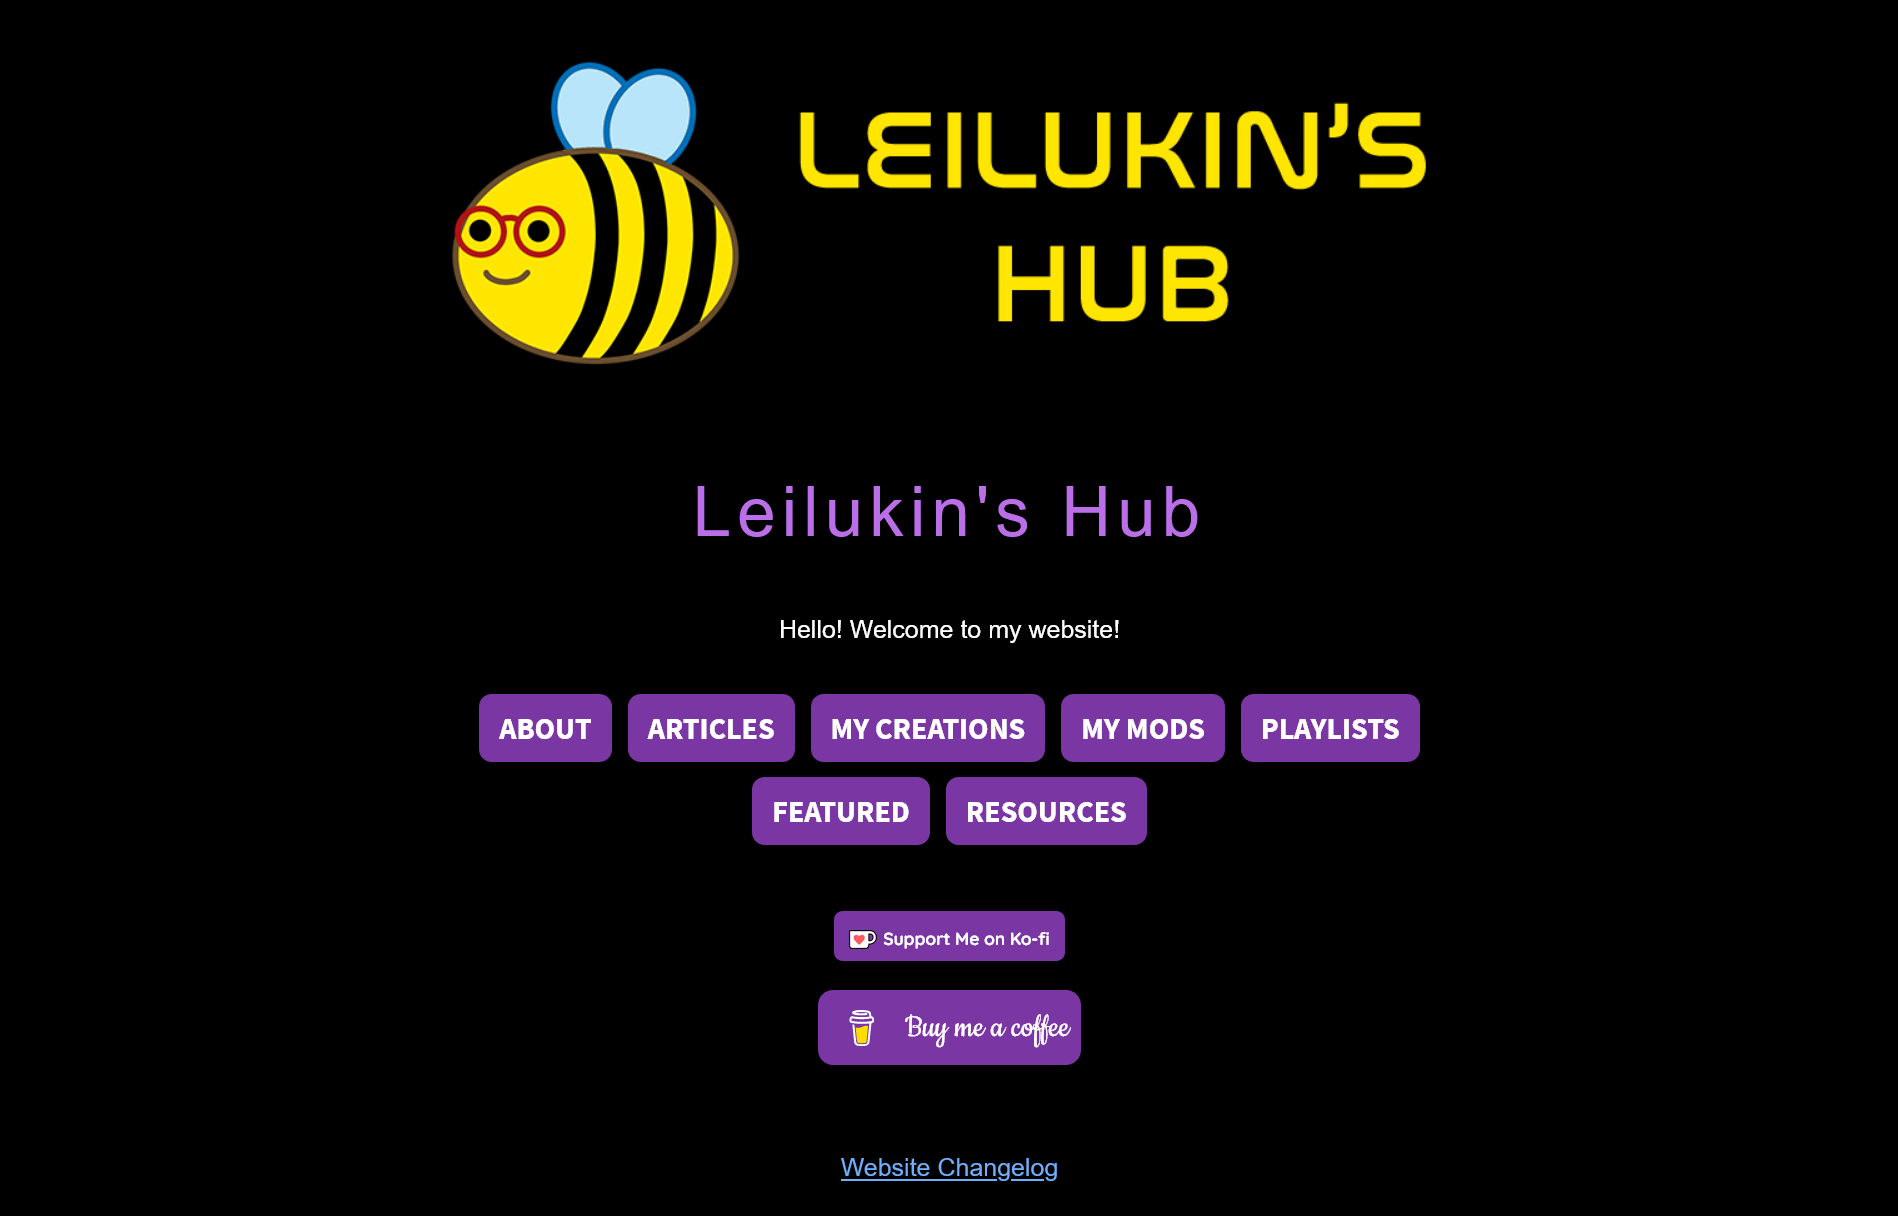 LEILUKIN’S
HUB
Leilukin's Hub
Hello! Welcome to my website!
ABOUT ARTICLES MY CREATIONS MY MODS PLAYLISTS
FEATURED RESOURCES
Support Me on Ko-fi
Buy me a coffee
Website Changelog